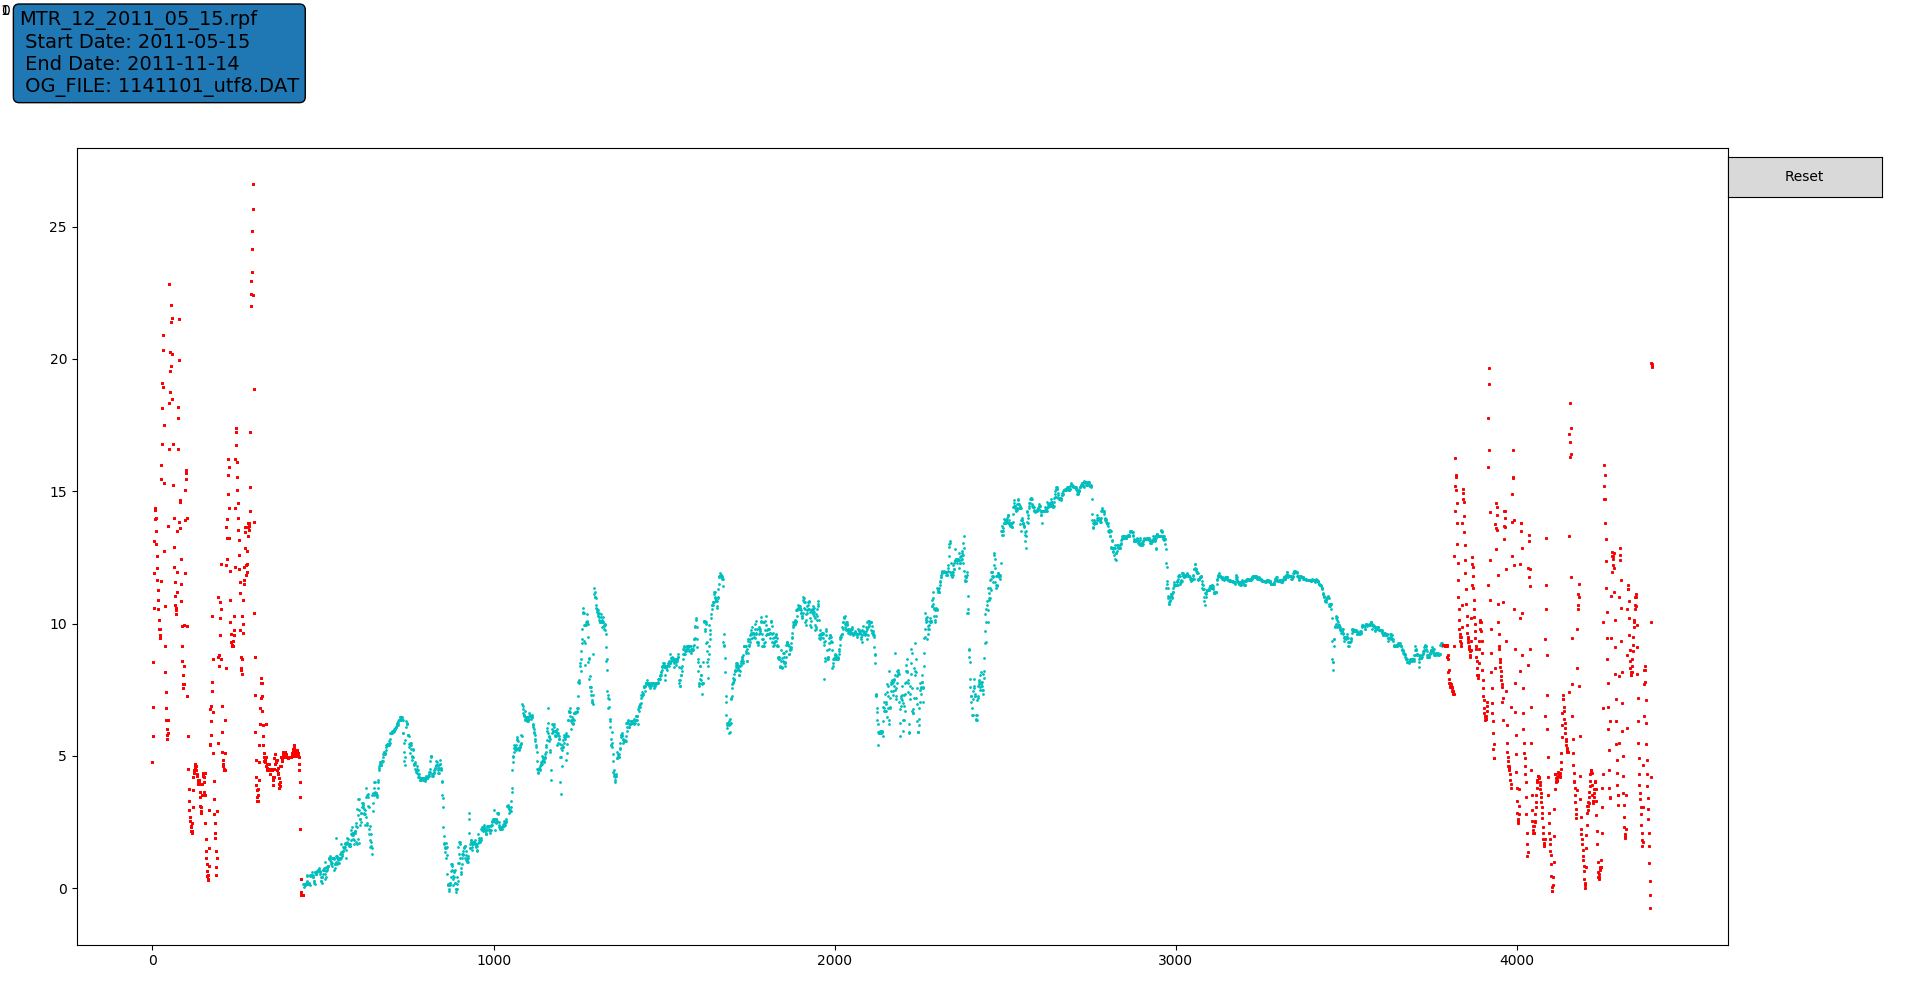 MTR_12_2011_05_15.rpf
Start Date: 2011-05-15
End Date: 2011-11-14
OG_FILE: 1141101_utf8.DAT
Reset
25
20
15
10
5
0
0
1000
2000
3000
4000